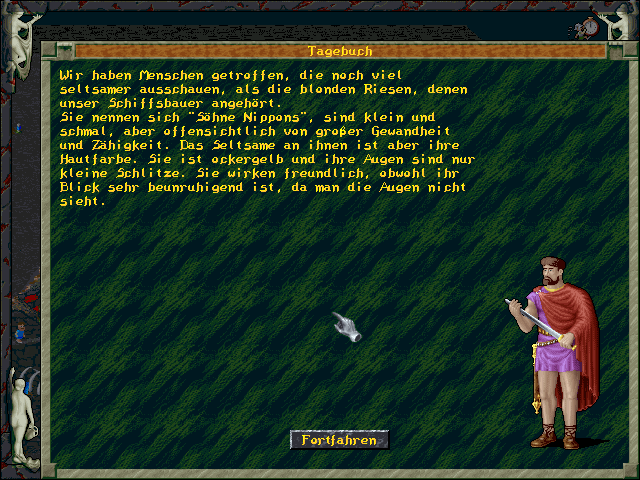 Tagebuch
Wir haben Menschen getroffen, die noch viel
seltsamer ausschauen, als die blonden Riesen, denen
unser Schiffsbauer angehört.
Sie nennen sich "Söhne Nippons", sind klein und
schmal, aber offensichtlich von großer Gewandheit
und Zähigkeit. Das Seltsame an ihnen ist aber ihre
Hautfarbe. Sie ist ockergelb und ihre Augen sind nur
kleine Schlitze. Sie wirken freundlich, obwohl ihr
Blick sehr beunruhigend ist, da man die Augen nicht
sieht.
Fortfahren